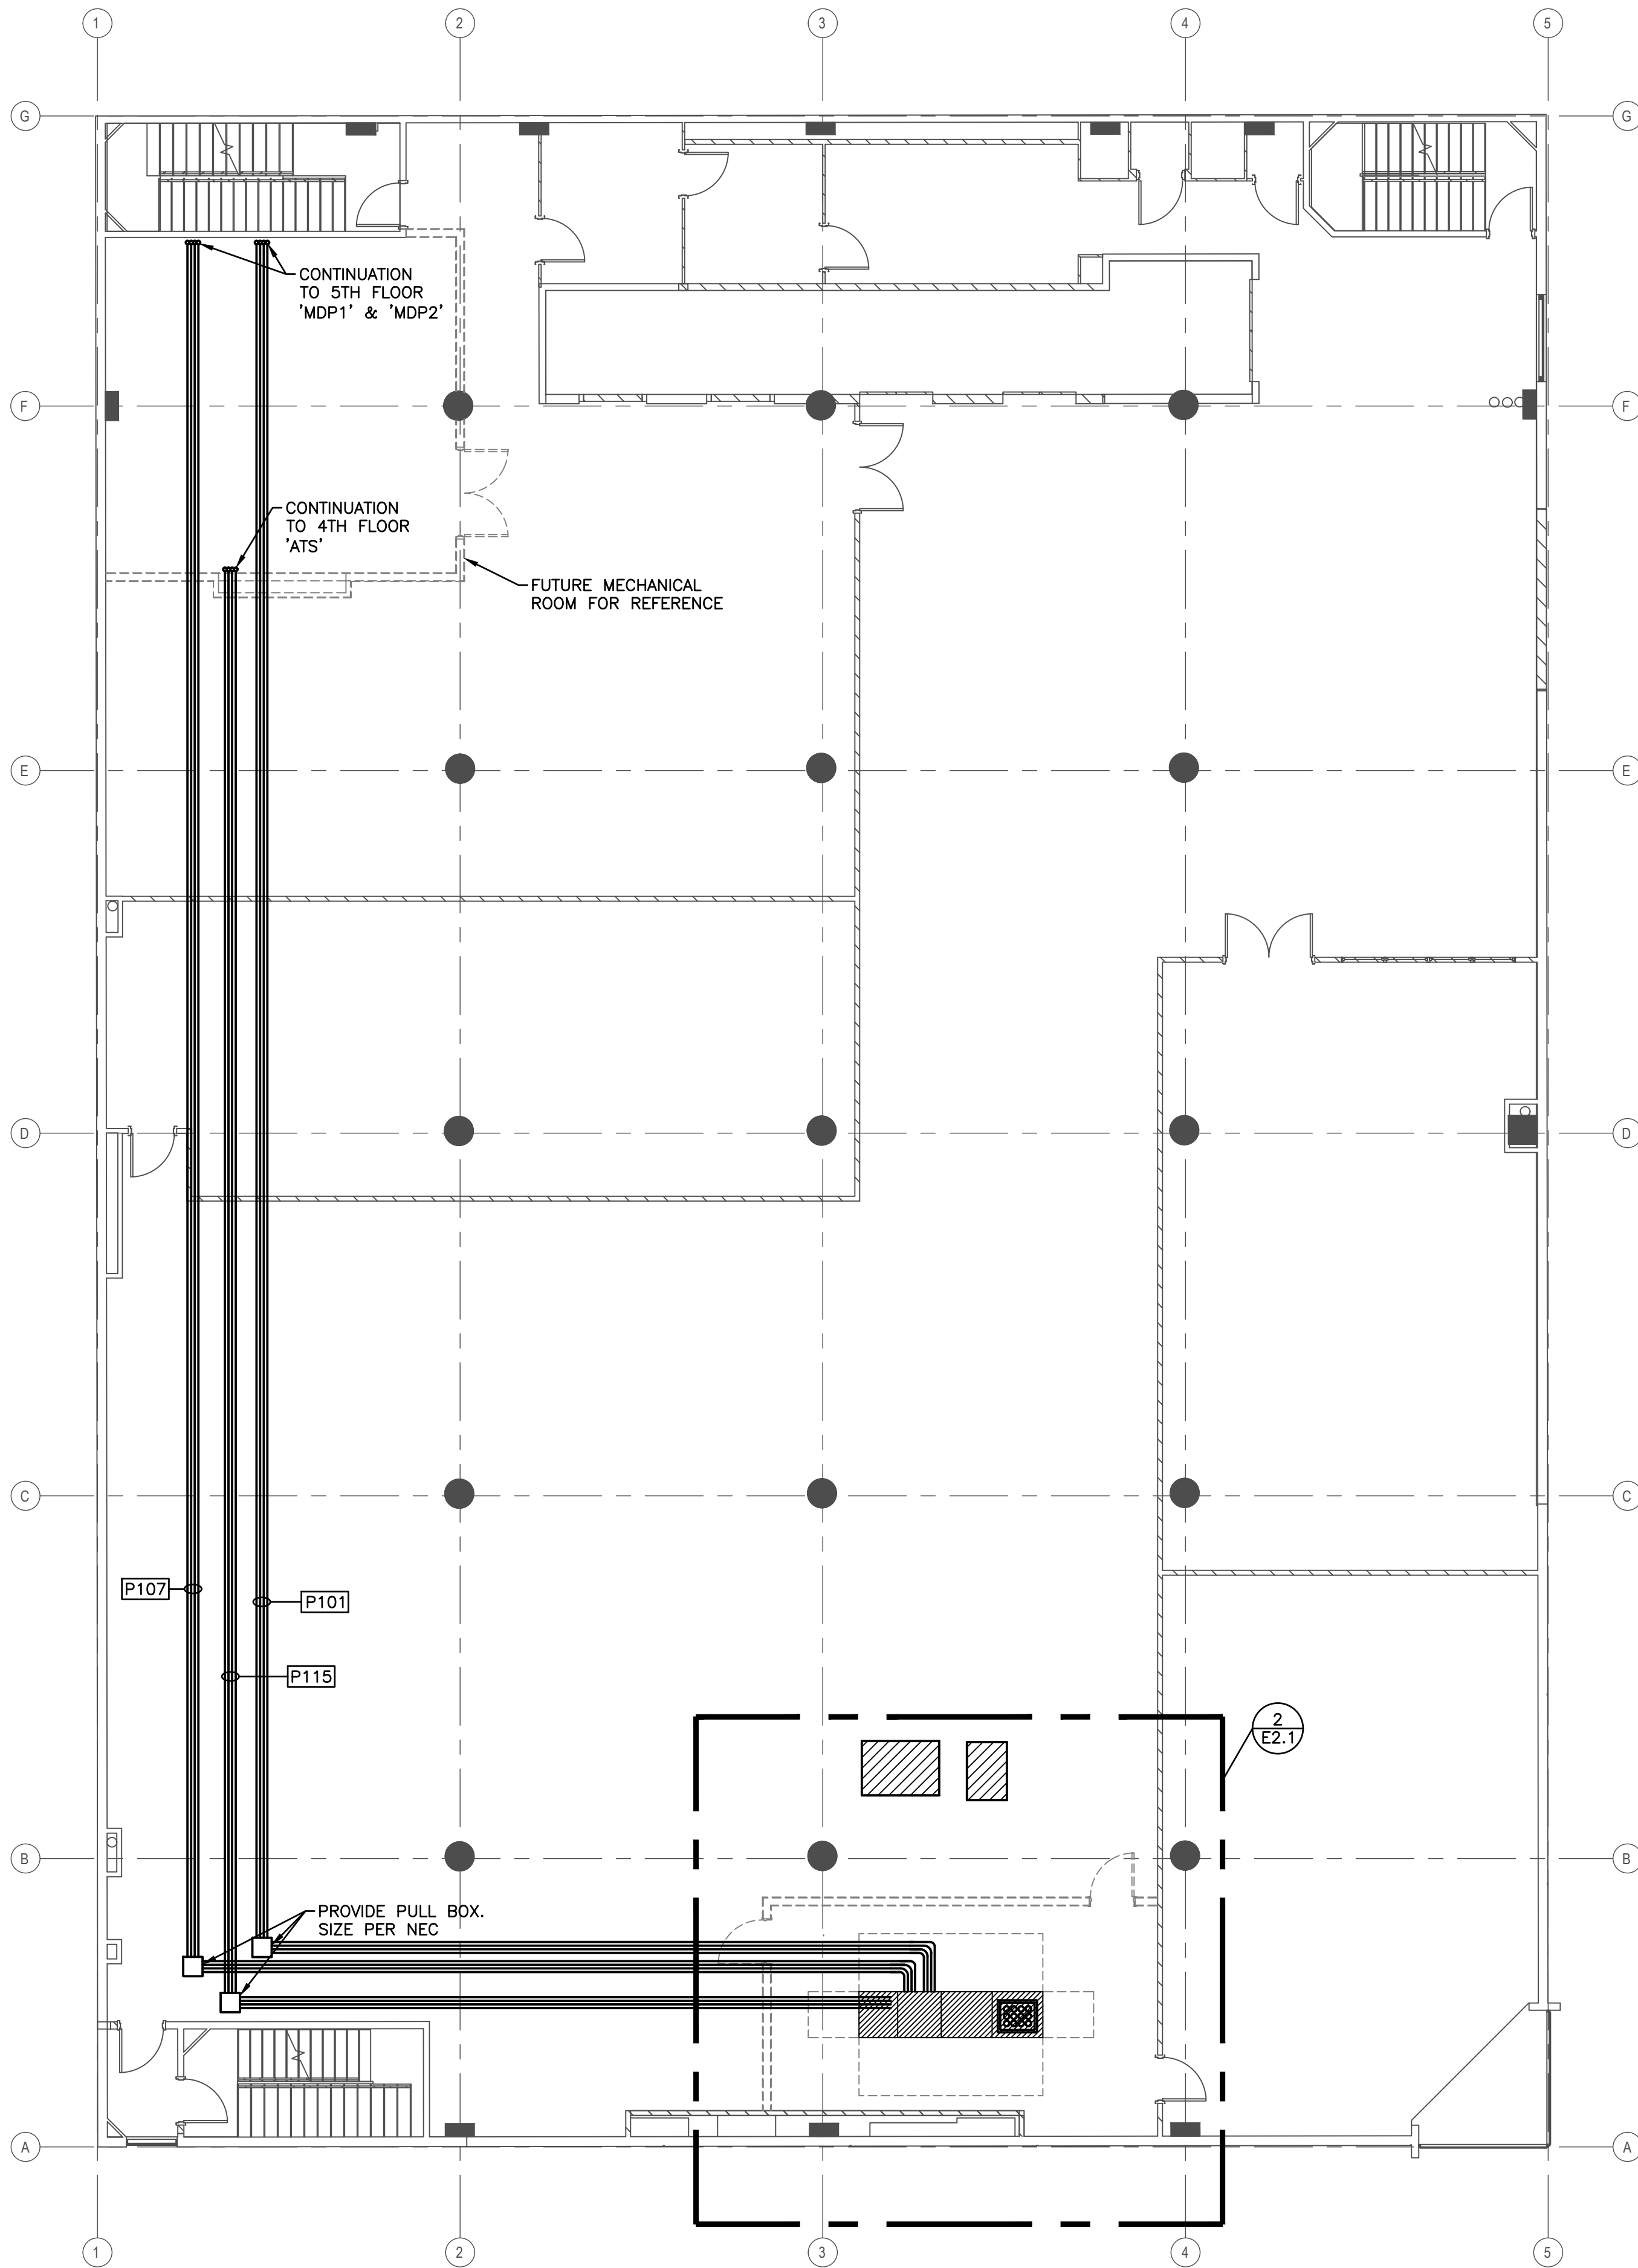 1
2
3
4
5
G
G
CONTINUATION
TO 5TH FLOOR
'MDP1' & 'MDP2'
F
F
CONTINUATION
TO 4TH FLOOR
'ATS'
FUTURE MECHANICAL
ROOM FOR REFERENCE
E
E
D
D
C
C
P107
P101
P115
2
E2.1
B
B
PROVIDE PULL BOX.
SIZE PER NEC
A
A
1
2
3
4
5